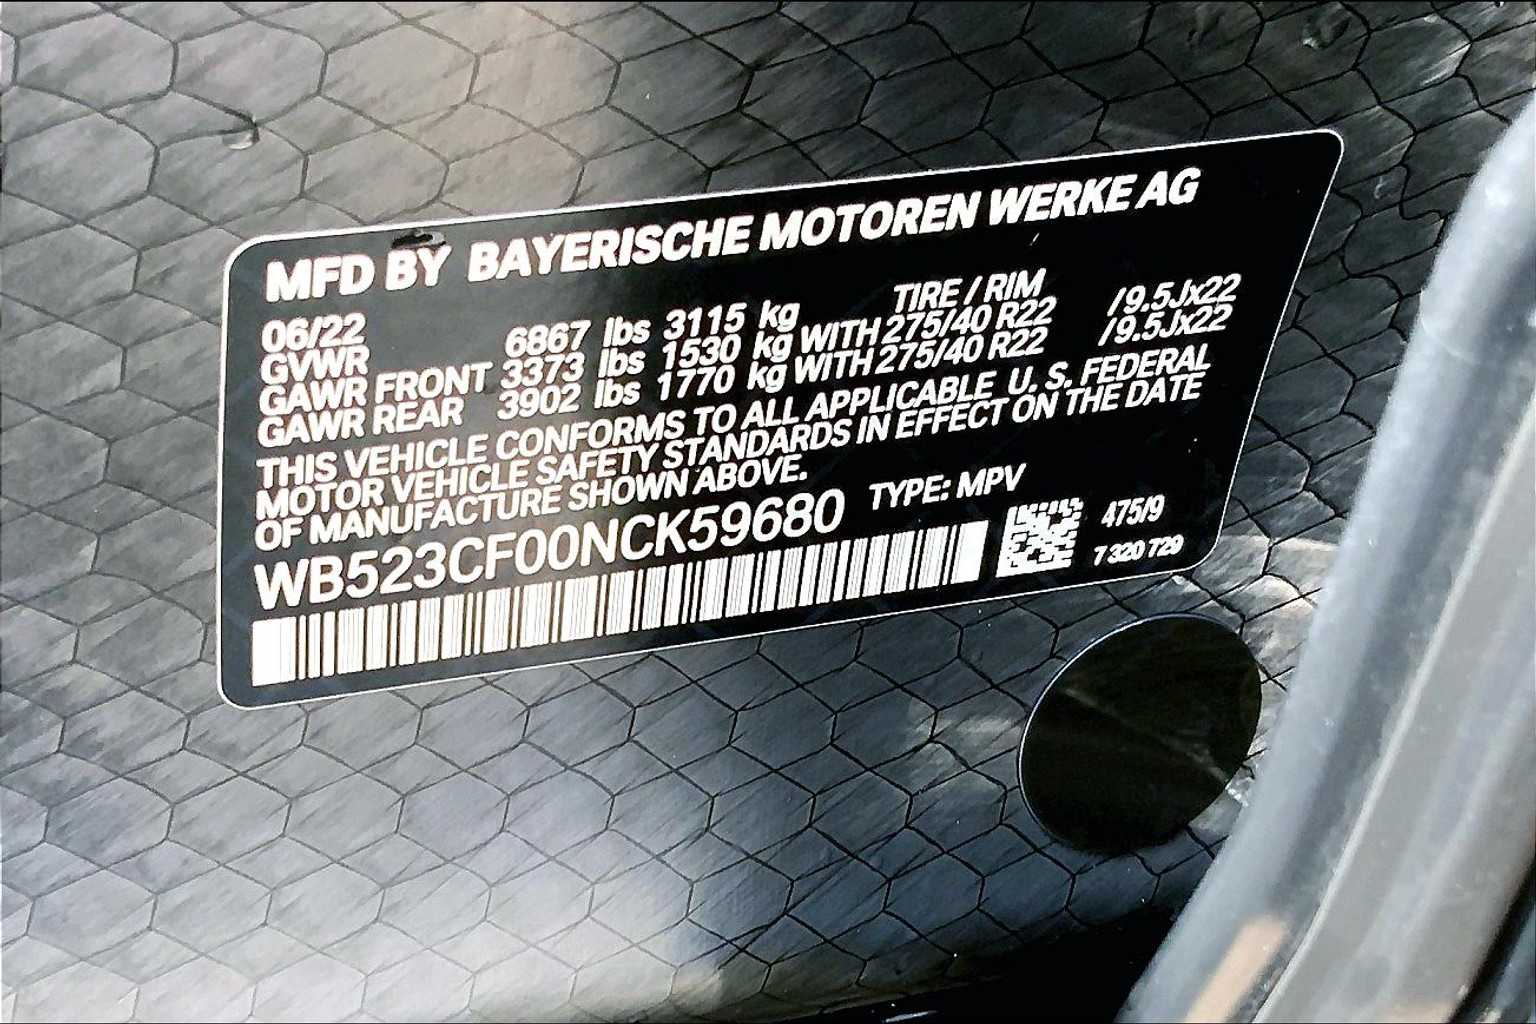 MFD BY BAYERISCHE MOTOREN WERKE AG
06/22 TIRE / RIM
GVWR 6867 lbs 3115 kg
GAWR FRONT 3373 lbs 1530 kg WITH 275/40 R22 /9.5Jx22
GAWR REAR 3902 lbs 1770 kg WITH 275/40 R22 /9.5Jx22
THIS VEHICLE CONFORMS TO ALL APPLICABLE U. S. FEDERAL
MOTOR VEHICLE SAFETY STANDARDS IN EFFECT ON THE DATE
OF MANUFACTURE SHOWN ABOVE.
WB523CF00NCK59680 TYPE: MPV
475/9
7 320 729